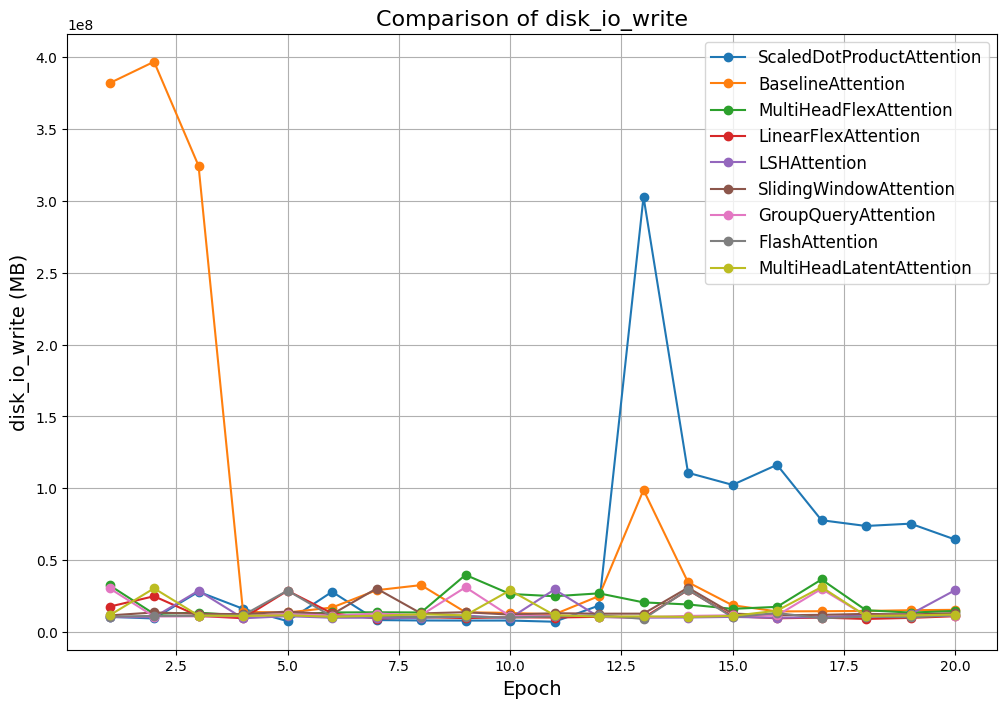 Comparison of disk_io_write
1e8
4.0
3.5
3.0
2.5
2.0
1.5
1.0
0.5
0.0
disk_io_write (MB)
ScaledDotProductAttention
BaselineAttention
MultiHeadFlexAttention
LinearFlexAttention
LSHAttention
SlidingWindowAttention
GroupQueryAttention
FlashAttention
MultiHeadLatentAttention
2.5 5.0 7.5 10.0 12.5 15.0 17.5 20.0
Epoch